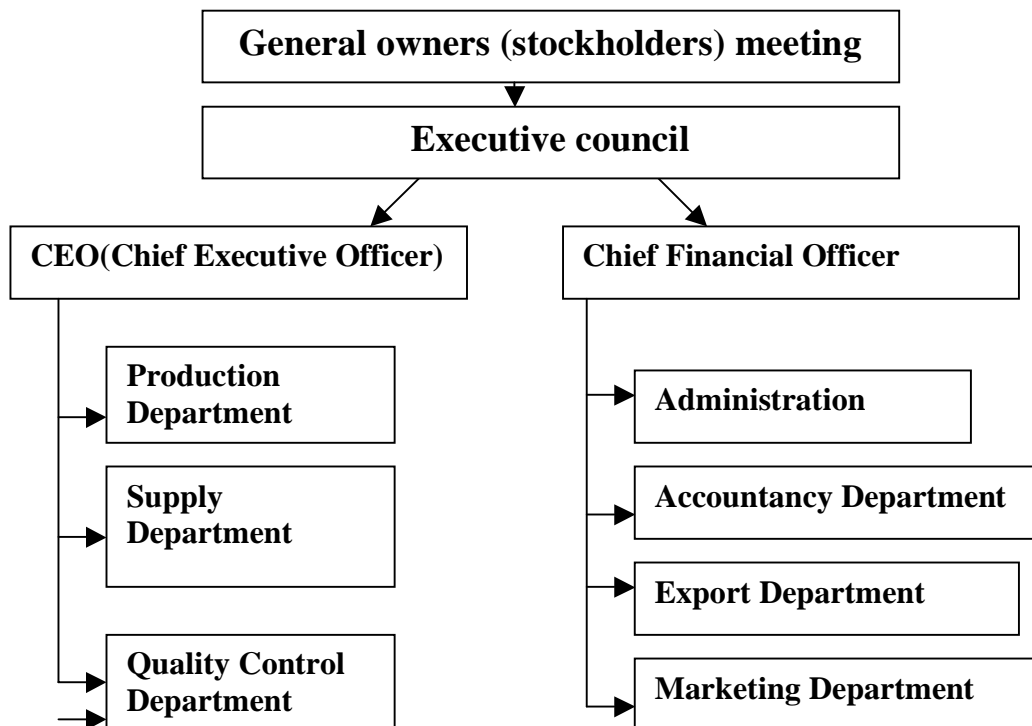 General owners (stockholders) meeting
Executive council
CEO(Chief Executive Officer)
Chief Financial Officer
Production
Department
Supply
Department
Quality Control
Department
Administration
Accountancy Department
Export Department
Marketing Department